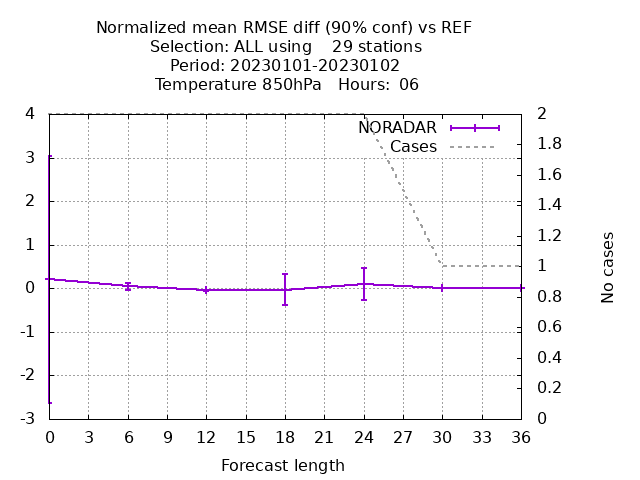 Normalized mean RMSE diff (90% conf) vs REF
Selection: ALL using    29 stations
Period: 20230101-20230102
Temperature 850hPa   Hours:  06
NORADAR
Cases
4
3
2
1
0
-1
-2
-3
2
1.8
1.6
1.4
1.2
1
0.8
0.6
0.4
0.2
0
No cases
0 3 6 9 12 15 18 21 24 27 30 33 36
Forecast length